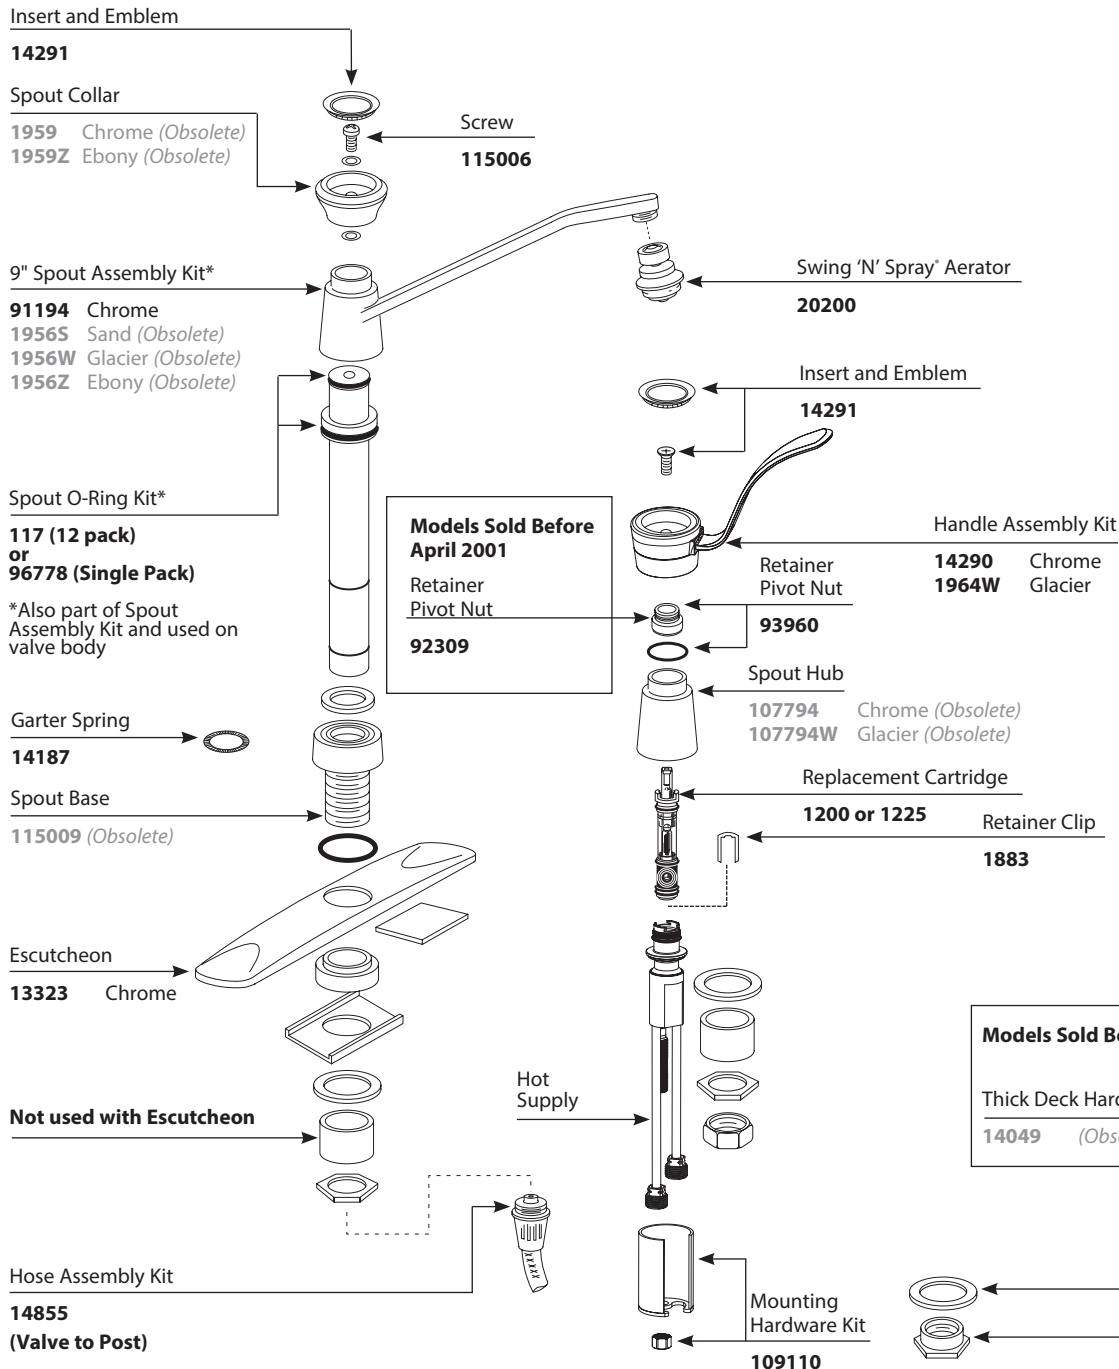 Insert and Emblem
14291
Spout Collar
1959 Chrome (Obsolete)
1959Z Ebony (Obsolete)
Screw
115006
9" Spout Assembly Kit*
91194 Chrome
1956S Sand (Obsolete)
1956W Glacier (Obsolete)
1956Z Ebony (Obsolete)
Swing ‘N’ Spray® Aerator
20200
Insert and Emblem
14291
Spout O-Ring Kit*
117 (12 pack)
or
96778 (Single Pack)
*Also part of Spout
Assembly Kit and used on
valve body
Models Sold Before
April 2001
Retainer
Pivot Nut
92309
Handle Assembly Kit
14290 Chrome
1964W Glacier
Retainer
Pivot Nut
93960
Spout Hub
107794 Chrome (Obsolete)
107794W Glacier (Obsolete)
Garter Spring
14187
Spout Base
115009 (Obsolete)
Replacement Cartridge
1200 or 1225
Retainer Clip
1883
Escutcheon
13323 Chrome
Models Sold
Thick Deck
14049
Hot
Supply
Not used with Escutcheon
Hose Assembly Kit
14855
(Valve to Post)
Mounting
Hardware Kit
109110